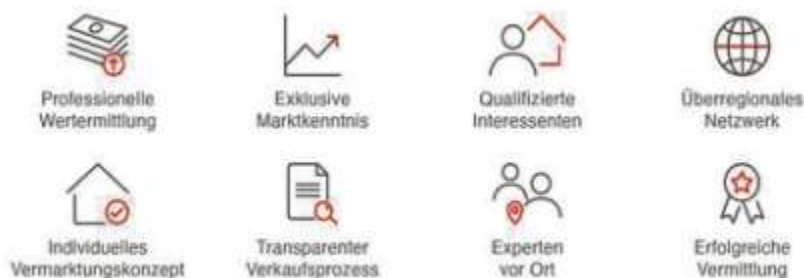 Professionelle
Wertermittlung
Exklusive
Marktkenntnis
Qualifizierte
Interessenten
Überregionales
Netzwerk
Individuelles
Vermarktungskonzept
Transparenter
Verkaufsprozess
Experten
vor Ort
Erfolgreiche
Vermittlung